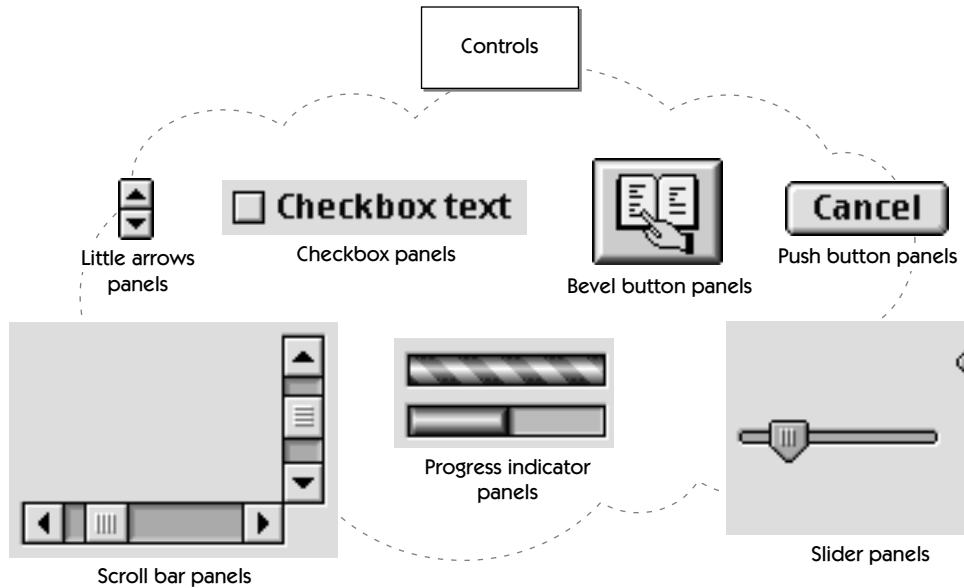 Controls
Checkbox text
Cancel
Little arrows
panels
Checkbox panels
Bevel button panels
Push button panels
Progress indicator
panels
Scroll bar panels
Slider panels